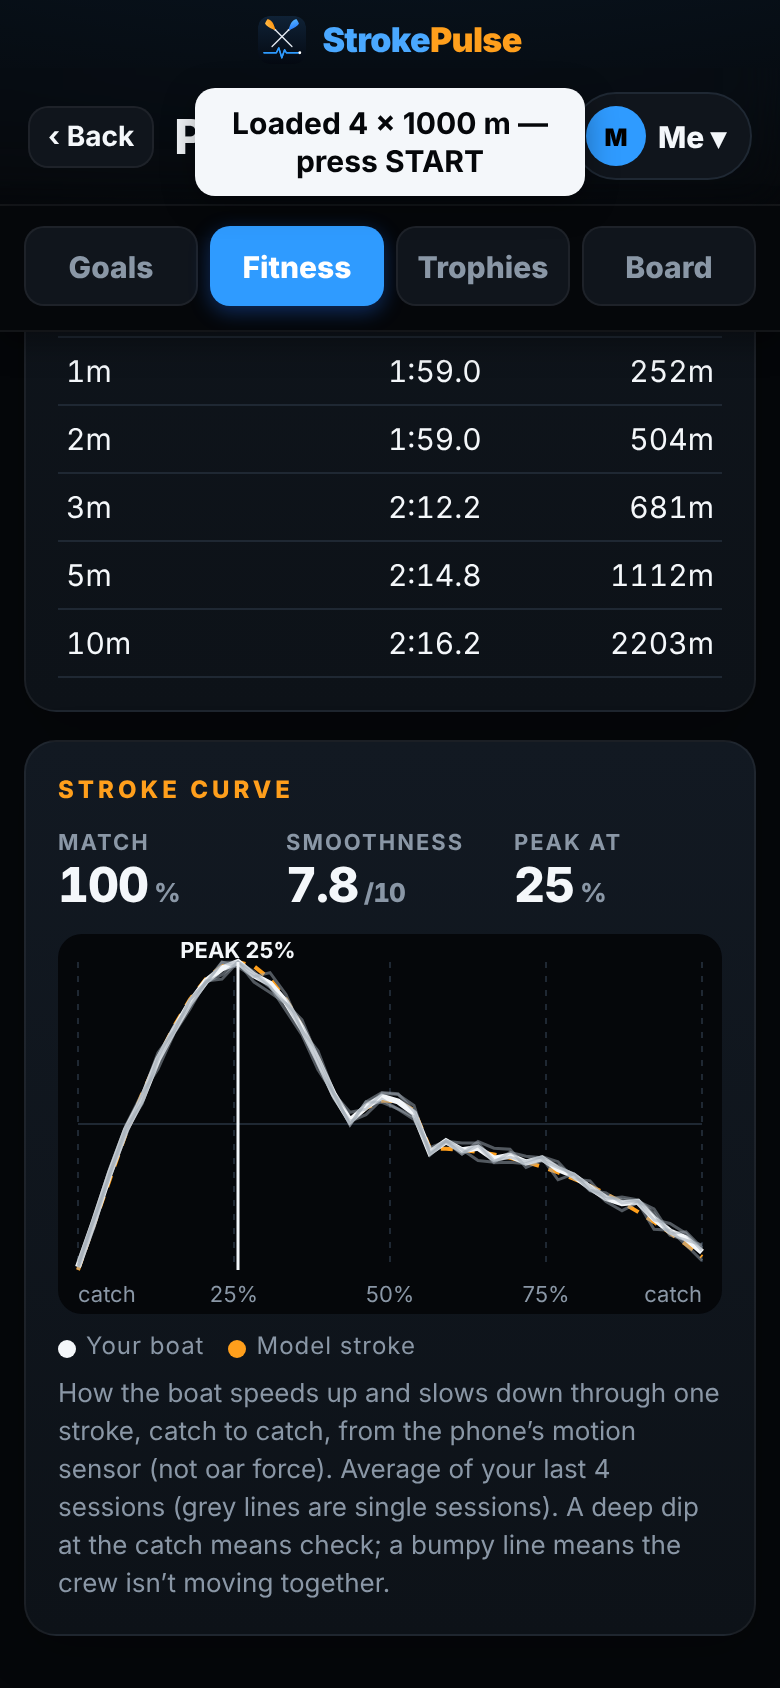 StrokePulse
‹ Back
P
Loaded 4 × 1000 m —
press START
M
Me ▾
Goals
Fitness
Trophies
Board
1m 1:59.0 252m
2m 1:59.0 504m
3m 2:12.2 681m
5m 2:14.8 1112m
10m 2:16.2 2203m
STROKE CURVE
MATCH SMOOTHNESS PEAK AT
100 % 7.8 /10 25 %
PEAK 25%
catch 25% 50% 75% catch
Your boat Model stroke
How the boat speeds up and slows down through one
stroke, catch to catch, from the phone’s motion
sensor (not oar force). Average of your last 4
sessions (grey lines are single sessions). A deep dip
at the catch means check; a bumpy line means the
crew isn’t moving together.